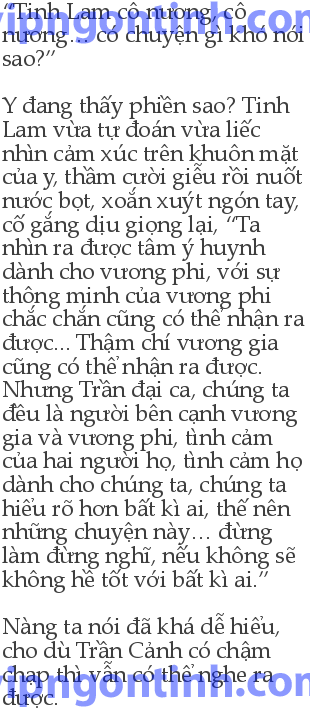 “Tinh Lam cô nương, cô
nương... có chuyện gì khó nói
sao?”
Y đang thấy phiền sao? Tinh
Lam vừa tự đoán vừa liếc
nhìn cảm xúc trên khuôn mặt
của y, thầm cười giễu rồi nuốt
nước bọt, xoắn xuýt ngón tay,
cố gắng dịu giọng lại, “Ta
nhìn ra được tâm ý huynh
dành cho vương phi, với sự
thông minh của vương phi
chắc chắn cũng có thể nhận ra
được... Thậm chí vương gia
cũng có thể nhận ra được.
Nhưng Trần đại ca, chúng ta
đều là người bên cạnh vương
gia và vương phi, tình cảm
của hai người họ, tình cảm họ
dành cho chúng ta, chúng ta
hiểu rõ hơn bất kì ai, thế nên
những chuyện này... đừng
làm đừng nghĩ, nếu không sẽ
không hề tốt với bất kì ai.”
Nàng ta nói đã khá dễ hiểu,
cho dù Trần Cảnh có chậm
chạp thì vẫn có thể nghe ra
được.
vipngontinh.com
vipngontinh.com